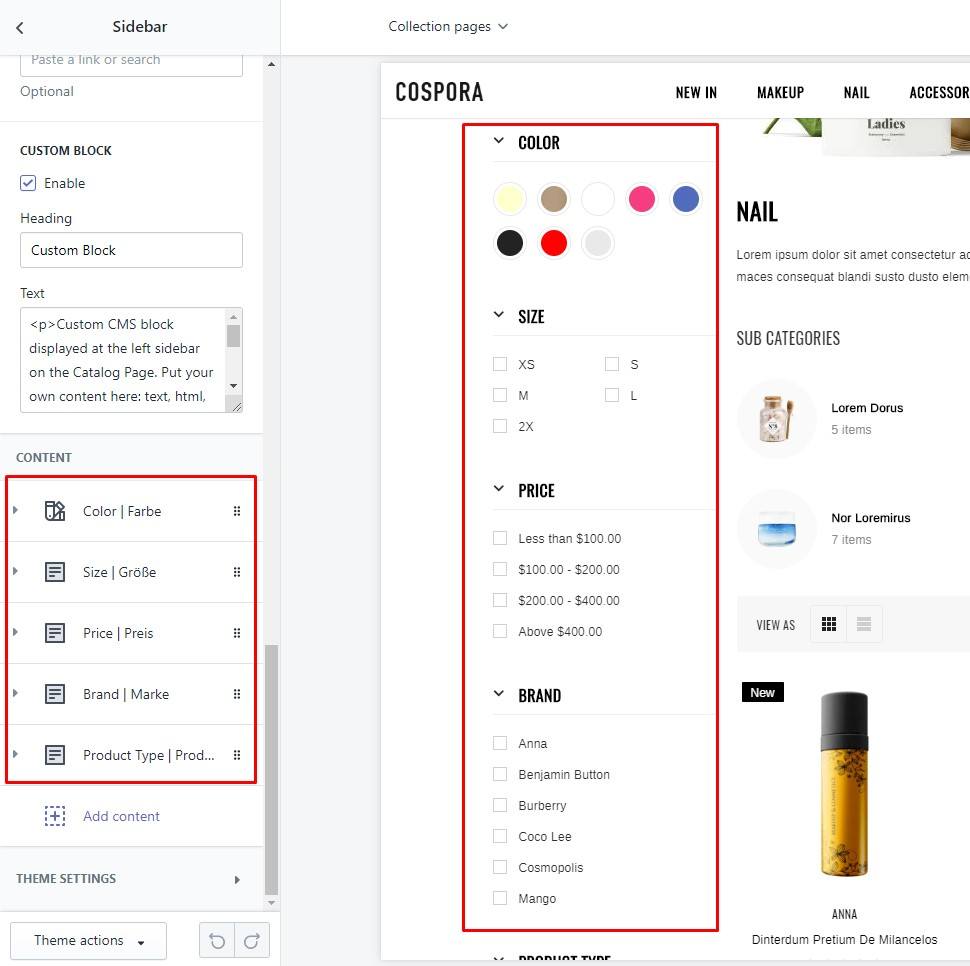 Sidebar
Paste a link or search
Optional
CUSTOM BLOCK
Enable
Heading
Custom Block
Text
<p>Custom CMS block
displayed at the left sidebar
on the Catalog Page. Put your
own content here: text, html,
CONTENT
Color | Farbe
Size | Größe
Price | Preis
Brand | Marke
Product Type | Prod...
Add content
THEME SETTINGS
Theme actions
Collection pages
COSPORA
NEW IN
MAKEUP
NAIL
ACCESSOR
COLOR
SIZE
XS
S
M
L
2X
PRICE
Less than $100.00
$100.00 - $200.00
$200.00 - $400.00
Above $400.00
BRAND
Anna
Benjamin Button
Burberry
Coco Lee
Cosmopolis
Mango
PRODUCT TYPE
Ladies
NAIL
Lorem ipsum dolor sit amet consectetur ad
maces consequat blandi susto dusto elem
SUB CATEGORIES
Lorem Dorus
5 items
Nor Loremirus
7 items
VIEW AS
New
ANNA
Dinterdum Pretium De Milancelos